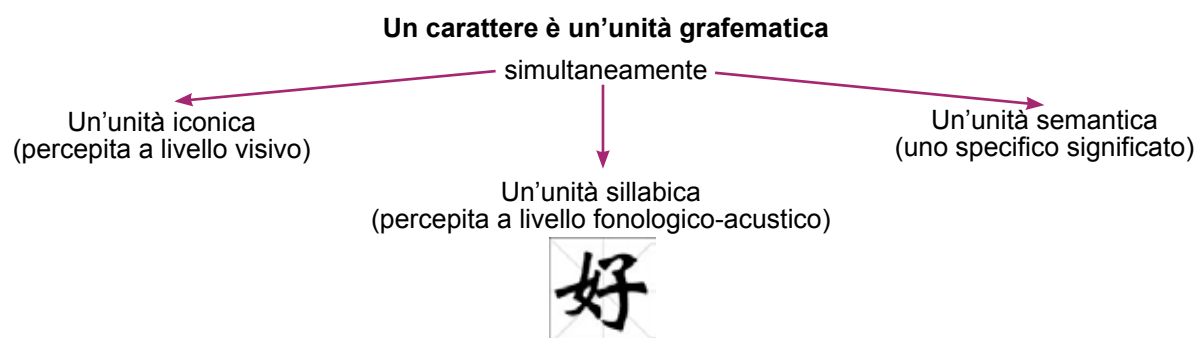 Un carattere è un’unità grafematica
simultaneamente
Un’unità iconica
(percepita a livello visivo)
Un’unità semantica
(uno specifico significato)
Un’unità sillabica
(percepita a livello fonologico-acustico)
好